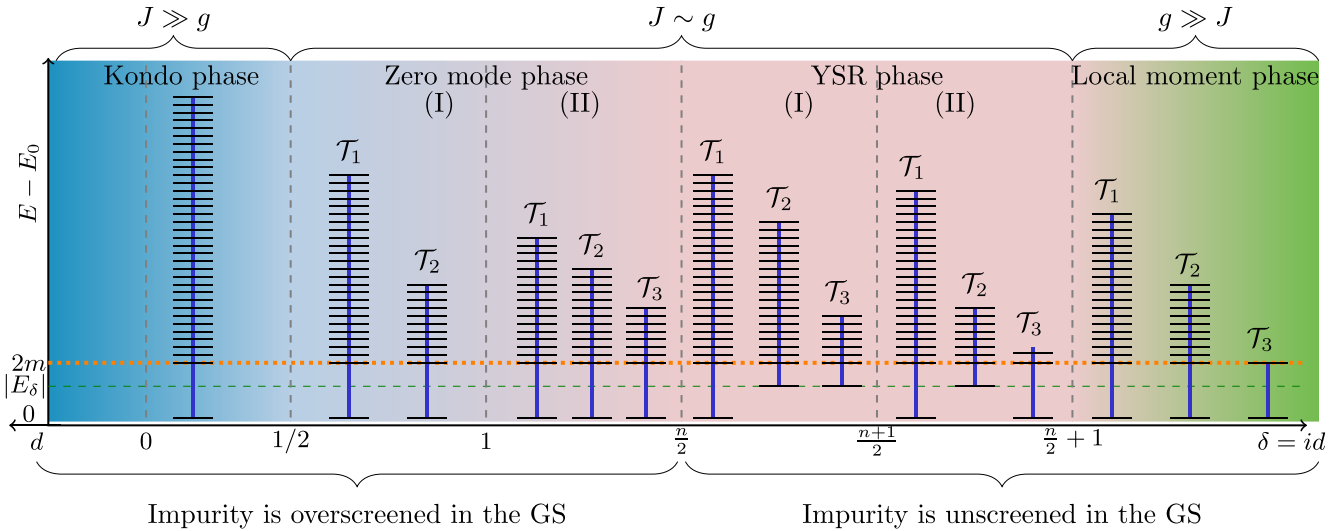 J ≫ g
J ∼ g
g ≫ J
Kondo phase
Zero mode phase
YSR phase
Local moment phase
(I)
(II)
(I)
(II)
E − E₀
𝒯₁
𝒯₂
𝒯₁
𝒯₂
𝒯₃
𝒯₁
𝒯₂
𝒯₃
𝒯₁
𝒯₂
𝒯₃
𝒯₁
𝒯₂
𝒯₃
2m
|E_δ|
0
d
0
1/2
1
n/2
(n+1)/2
n/2 + 1
δ = id
Impurity is overscreened in the GS
Impurity is unscreened in the GS